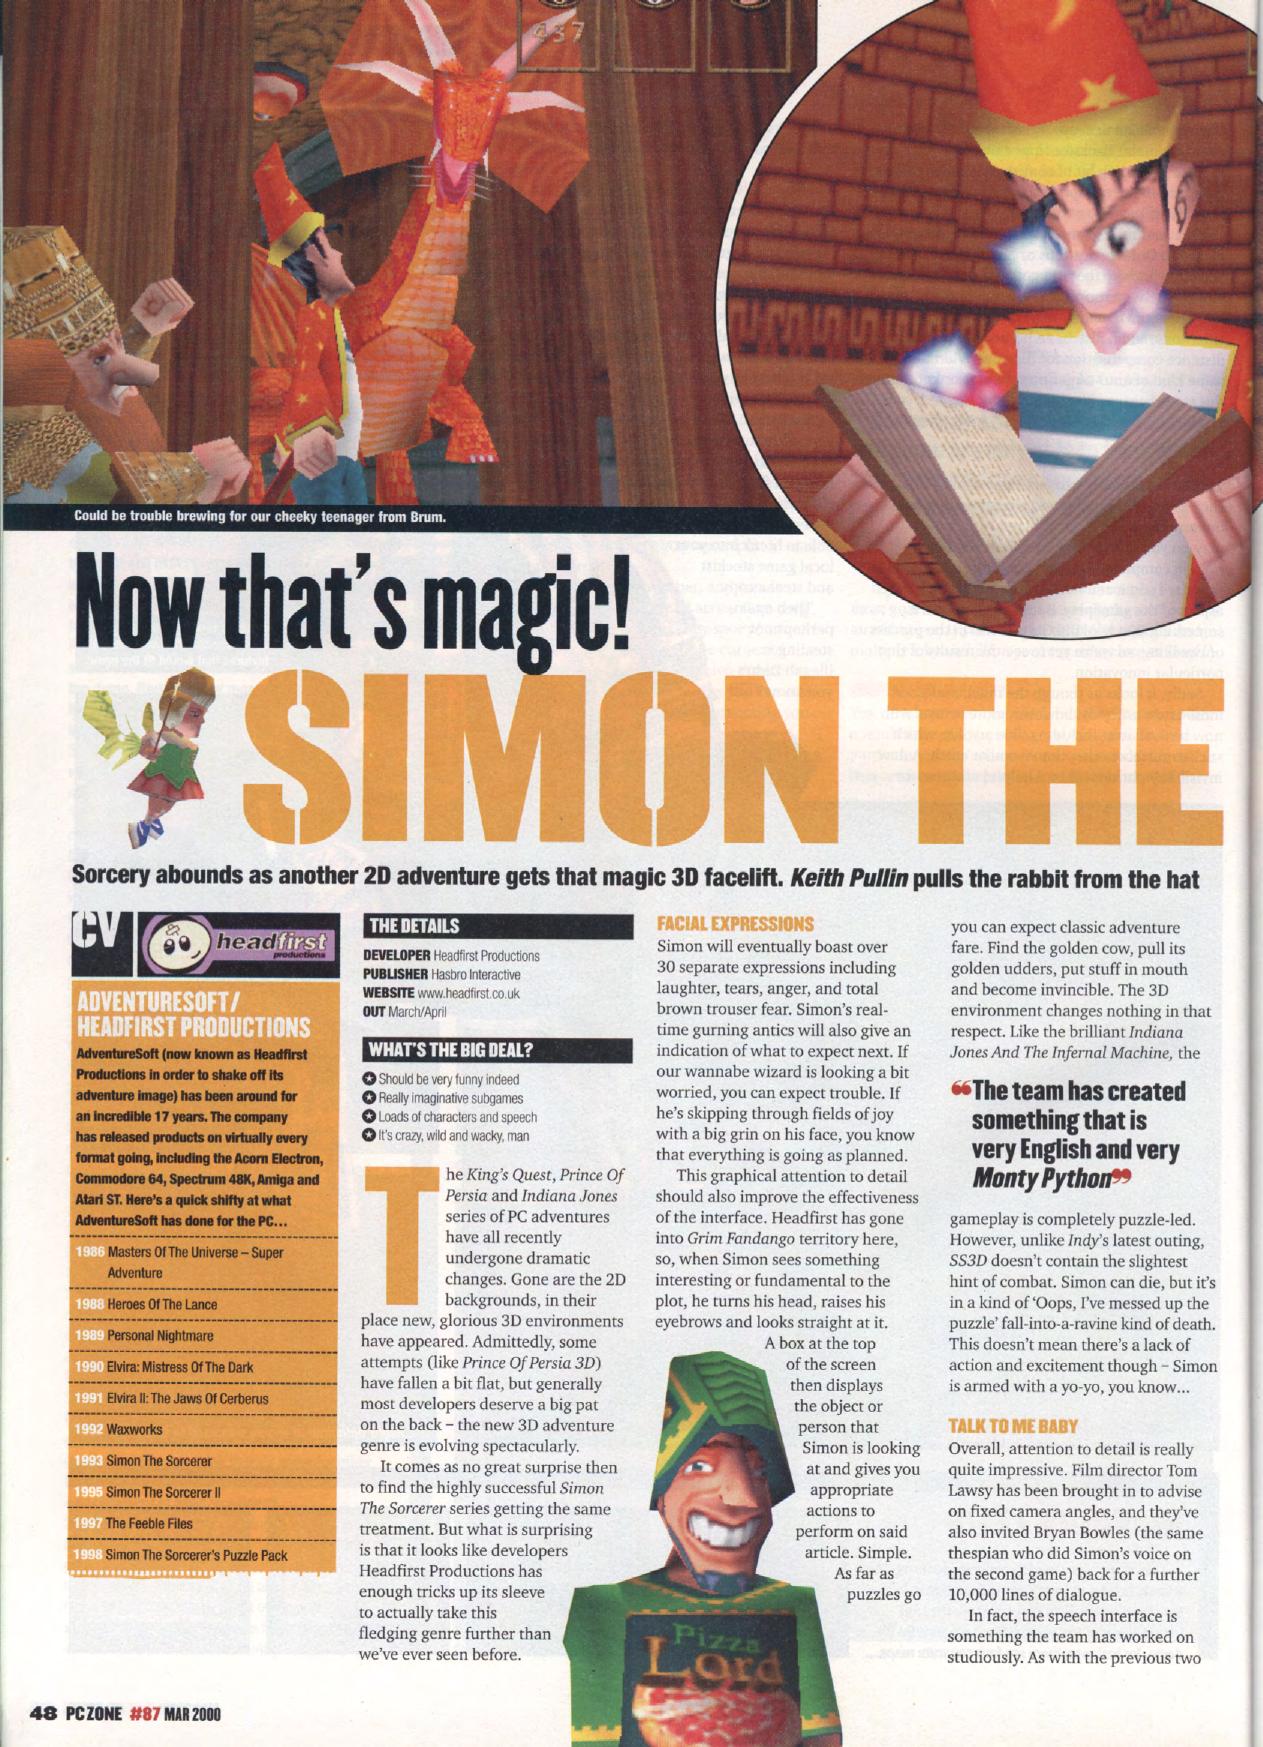 437
Could be trouble brewing for our cheeky teenager from Brum.
Now that's magic!
SIMON THE
Sorcery abounds as another 2D adventure gets that magic 3D facelift. Keith Pullin pulls the rabbit from the hat
CV
headfirst
productions
ADVENTURESOFT/
HEADFIRST PRODUCTIONS
AdventureSoft (now known as Headfirst
Productions in order to shake off its
adventure image) has been around for
an incredible 17 years. The company
has released products on virtually every
format going, including the Acorn Electron,
Commodore 64, Spectrum 48K, Amiga and
Atari ST. Here's a quick shifty at what
AdventureSoft has done for the PC...
1986 Masters Of The Universe – Super
Adventure
1988 Heroes Of The Lance
1989 Personal Nightmare
1990 Elvira: Mistress Of The Dark
1991 Elvira II: The Jaws Of Cerberus
1992 Waxworks
1993 Simon The Sorcerer
1995 Simon The Sorcerer II
1997 The Feeble Files
1998 Simon The Sorcerer's Puzzle Pack
THE DETAILS
DEVELOPER Headfirst Productions
PUBLISHER Hasbro Interactive
WEBSITE www.headfirst.co.uk
OUT March/April
WHAT'S THE BIG DEAL?
Should be very funny indeed
Really imaginative subgames
Loads of characters and speech
It's crazy, wild and wacky, man
The King's Quest, Prince Of
Persia and Indiana Jones
series of PC adventures
have all recently
undergone dramatic
changes. Gone are the 2D
backgrounds, in their
place new, glorious 3D environments
have appeared. Admittedly, some
attempts (like Prince Of Persia 3D)
have fallen a bit flat, but generally
most developers deserve a big pat
on the back – the new 3D adventure
genre is evolving spectacularly.
It comes as no great surprise then
to find the highly successful Simon
The Sorcerer series getting the same
treatment. But what is surprising
is that it looks like developers
Headfirst Productions has
enough tricks up its sleeve
to actually take this
fledging genre further than
we've ever seen before.
FACIAL EXPRESSIONS
Simon will eventually boast over
30 separate expressions including
laughter, tears, anger, and total
brown trouser fear. Simon's real-
time gurning antics will also give an
indication of what to expect next. If
our wannabe wizard is looking a bit
worried, you can expect trouble. If
he's skipping through fields of joy
with a big grin on his face, you know
that everything is going as planned.
This graphical attention to detail
should also improve the effectiveness
of the interface. Headfirst has gone
into Grim Fandango territory here,
so, when Simon sees something
interesting or fundamental to the
plot, he turns his head, raises his
eyebrows and looks straight at it.
A box at the top
of the screen
then displays
the object or
person that
Simon is looking
at and gives you
appropriate
actions to
perform on said
article. Simple.
As far as
puzzles go
Pizza
Lord
you can expect classic adventure
fare. Find the golden cow, pull its
golden udders, put stuff in mouth
and become invincible. The 3D
environment changes nothing in that
respect. Like the brilliant Indiana
Jones And The Infernal Machine, the
“The team has created
something that is
very English and very
Monty Python”
gameplay is completely puzzle-led.
However, unlike Indy's latest outing,
SS3D doesn't contain the slightest
hint of combat. Simon can die, but it's
in a kind of 'Oops, I've messed up the
puzzle' fall-into-a-ravine kind of death.
This doesn't mean there's a lack of
action and excitement though – Simon
is armed with a yo-yo, you know...
TALK TO ME BABY
Overall, attention to detail is really
quite impressive. Film director Tom
Lawsy has been brought in to advise
on fixed camera angles, and they've
also invited Bryan Bowles (the same
thespian who did Simon's voice on
the second game) back for a further
10,000 lines of dialogue.
In fact, the speech interface is
something the team has worked on
studiously. As with the previous two
48 PC ZONE #87 MAR 2000